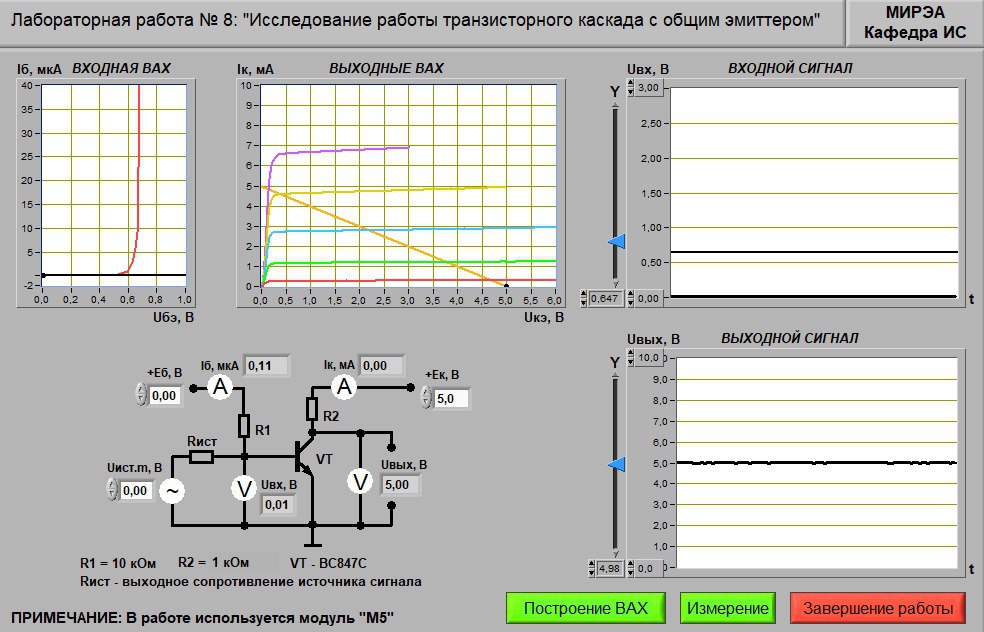 Лабораторная работа № 8: "Исследование работы транзисторного каскада с общим эмиттером"
МИРЭА
Кафедра ИС
Iб, мкА ВХОДНАЯ ВАХ
40
35
30
25
20
15
10
5
-2
0,0 0,2 0,4 0,6 0,8 1,0
Uбэ, В
Iк, мА ВЫХОДНЫЕ ВАХ
10
9
8
7
6
5
4
3
2
1
0
0,0 0,5 1,0 1,5 2,0 2,5 3,0 3,5 4,0 4,5 5,0 5,5 6,0
Uкэ, В
Uвх, В ВХОДНОЙ СИГНАЛ
Y
3,00
2,50
2,00
1,50
1,00
0,50
0,647 0,00
t
Uвых, В ВЫХОДНОЙ СИГНАЛ
Y
10,0
9,0
8,0
7,0
6,0
5,0
4,0
3,0
2,0
1,0
4,98 0,0
t
+Eб, В
0,00
Iб, мкА 0,11
A
Iк, мА 0,00
A
+Eк, В
5,0
R1
R2
Rист
VT
Uист.m, В
0,00
~
V
Uвх, В
0,01
V
Uвых, В
5,00
R1 = 10 кОм R2 = 1 кОм VT - BC847C
Rист - выходное сопротивление источника сигнала
ПРИМЕЧАНИЕ: В работе используется модуль "М5"
Построение ВАХ Измерение Завершение работы